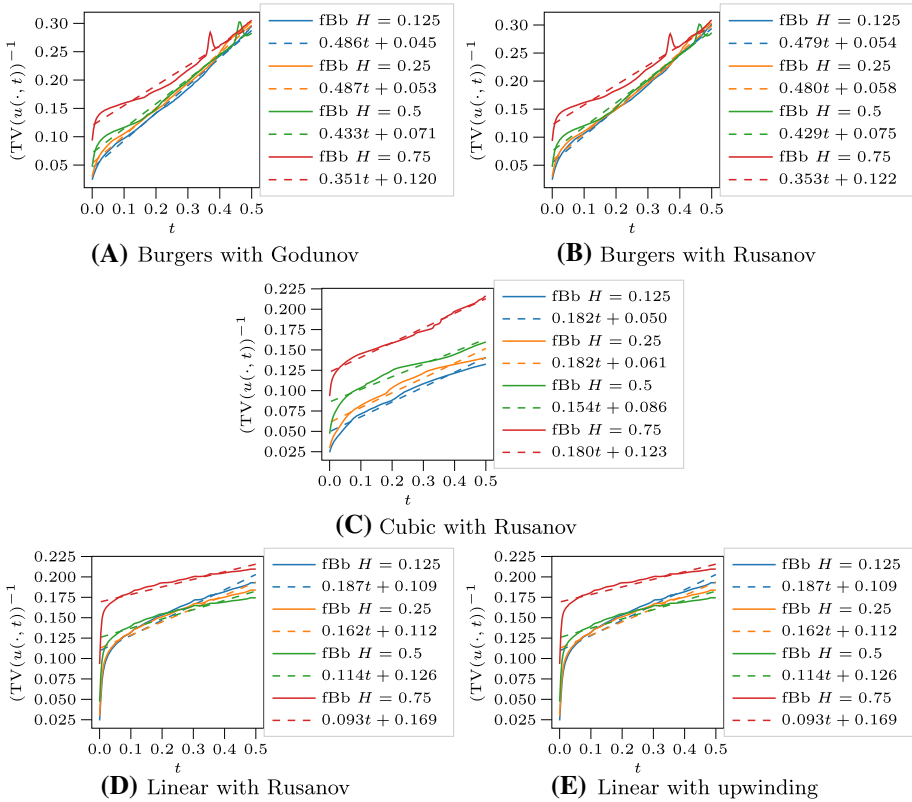 (TV(u(·, t)))⁻¹
0.30
0.25
0.20
0.15
0.10
0.05
0.0 0.1 0.2 0.3 0.4 0.5
t
fBb H = 0.125
0.486t + 0.045
fBb H = 0.25
0.487t + 0.053
fBb H = 0.5
0.433t + 0.071
fBb H = 0.75
0.351t + 0.120
(A) Burgers with Godunov
(TV(u(·, t)))⁻¹
0.30
0.25
0.20
0.15
0.10
0.05
0.0 0.1 0.2 0.3 0.4 0.5
t
fBb H = 0.125
0.479t + 0.054
fBb H = 0.25
0.480t + 0.058
fBb H = 0.5
0.429t + 0.075
fBb H = 0.75
0.353t + 0.122
(B) Burgers with Rusanov
(TV(u(·, t)))⁻¹
0.225
0.200
0.175
0.150
0.125
0.100
0.075
0.050
0.025
0.0 0.1 0.2 0.3 0.4 0.5
t
fBb H = 0.125
0.182t + 0.050
fBb H = 0.25
0.182t + 0.061
fBb H = 0.5
0.154t + 0.086
fBb H = 0.75
0.180t + 0.123
(C) Cubic with Rusanov
(TV(u(·, t)))⁻¹
0.225
0.200
0.175
0.150
0.125
0.100
0.075
0.050
0.025
0.0 0.1 0.2 0.3 0.4 0.5
t
fBb H = 0.125
0.187t + 0.109
fBb H = 0.25
0.162t + 0.112
fBb H = 0.5
0.114t + 0.126
fBb H = 0.75
0.093t + 0.169
(D) Linear with Rusanov
(TV(u(·, t)))⁻¹
0.225
0.200
0.175
0.150
0.125
0.100
0.075
0.050
0.025
0.0 0.1 0.2 0.3 0.4 0.5
t
fBb H = 0.125
0.187t + 0.109
fBb H = 0.25
0.162t + 0.112
fBb H = 0.5
0.114t + 0.126
fBb H = 0.75
0.093t + 0.169
(E) Linear with upwinding